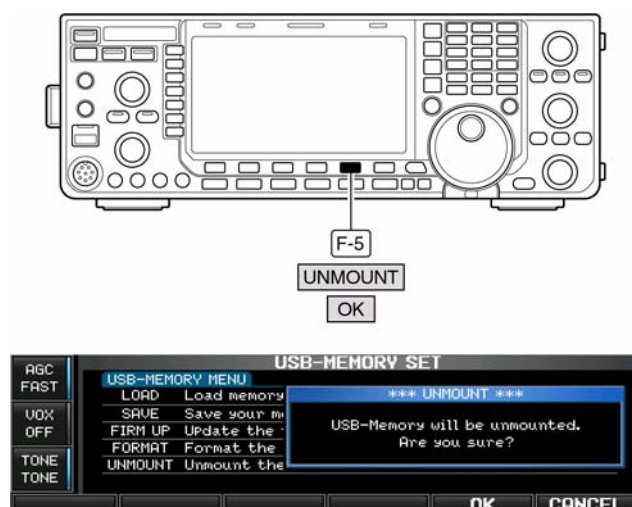 F-5
UNMOUNT
OK
AGC
FAST
VOX
OFF
TONE
TONE
USB-MEMORY SET
USB-MEMORY MENU
LOAD Load memory
SAVE Save your m
FIRM UP Update the
FORMAT Format the
UNMOUNT Unmount the
*** UNMOUNT ***
USB-Memory will be unmounted.
Are you sure?
OK CANCEL